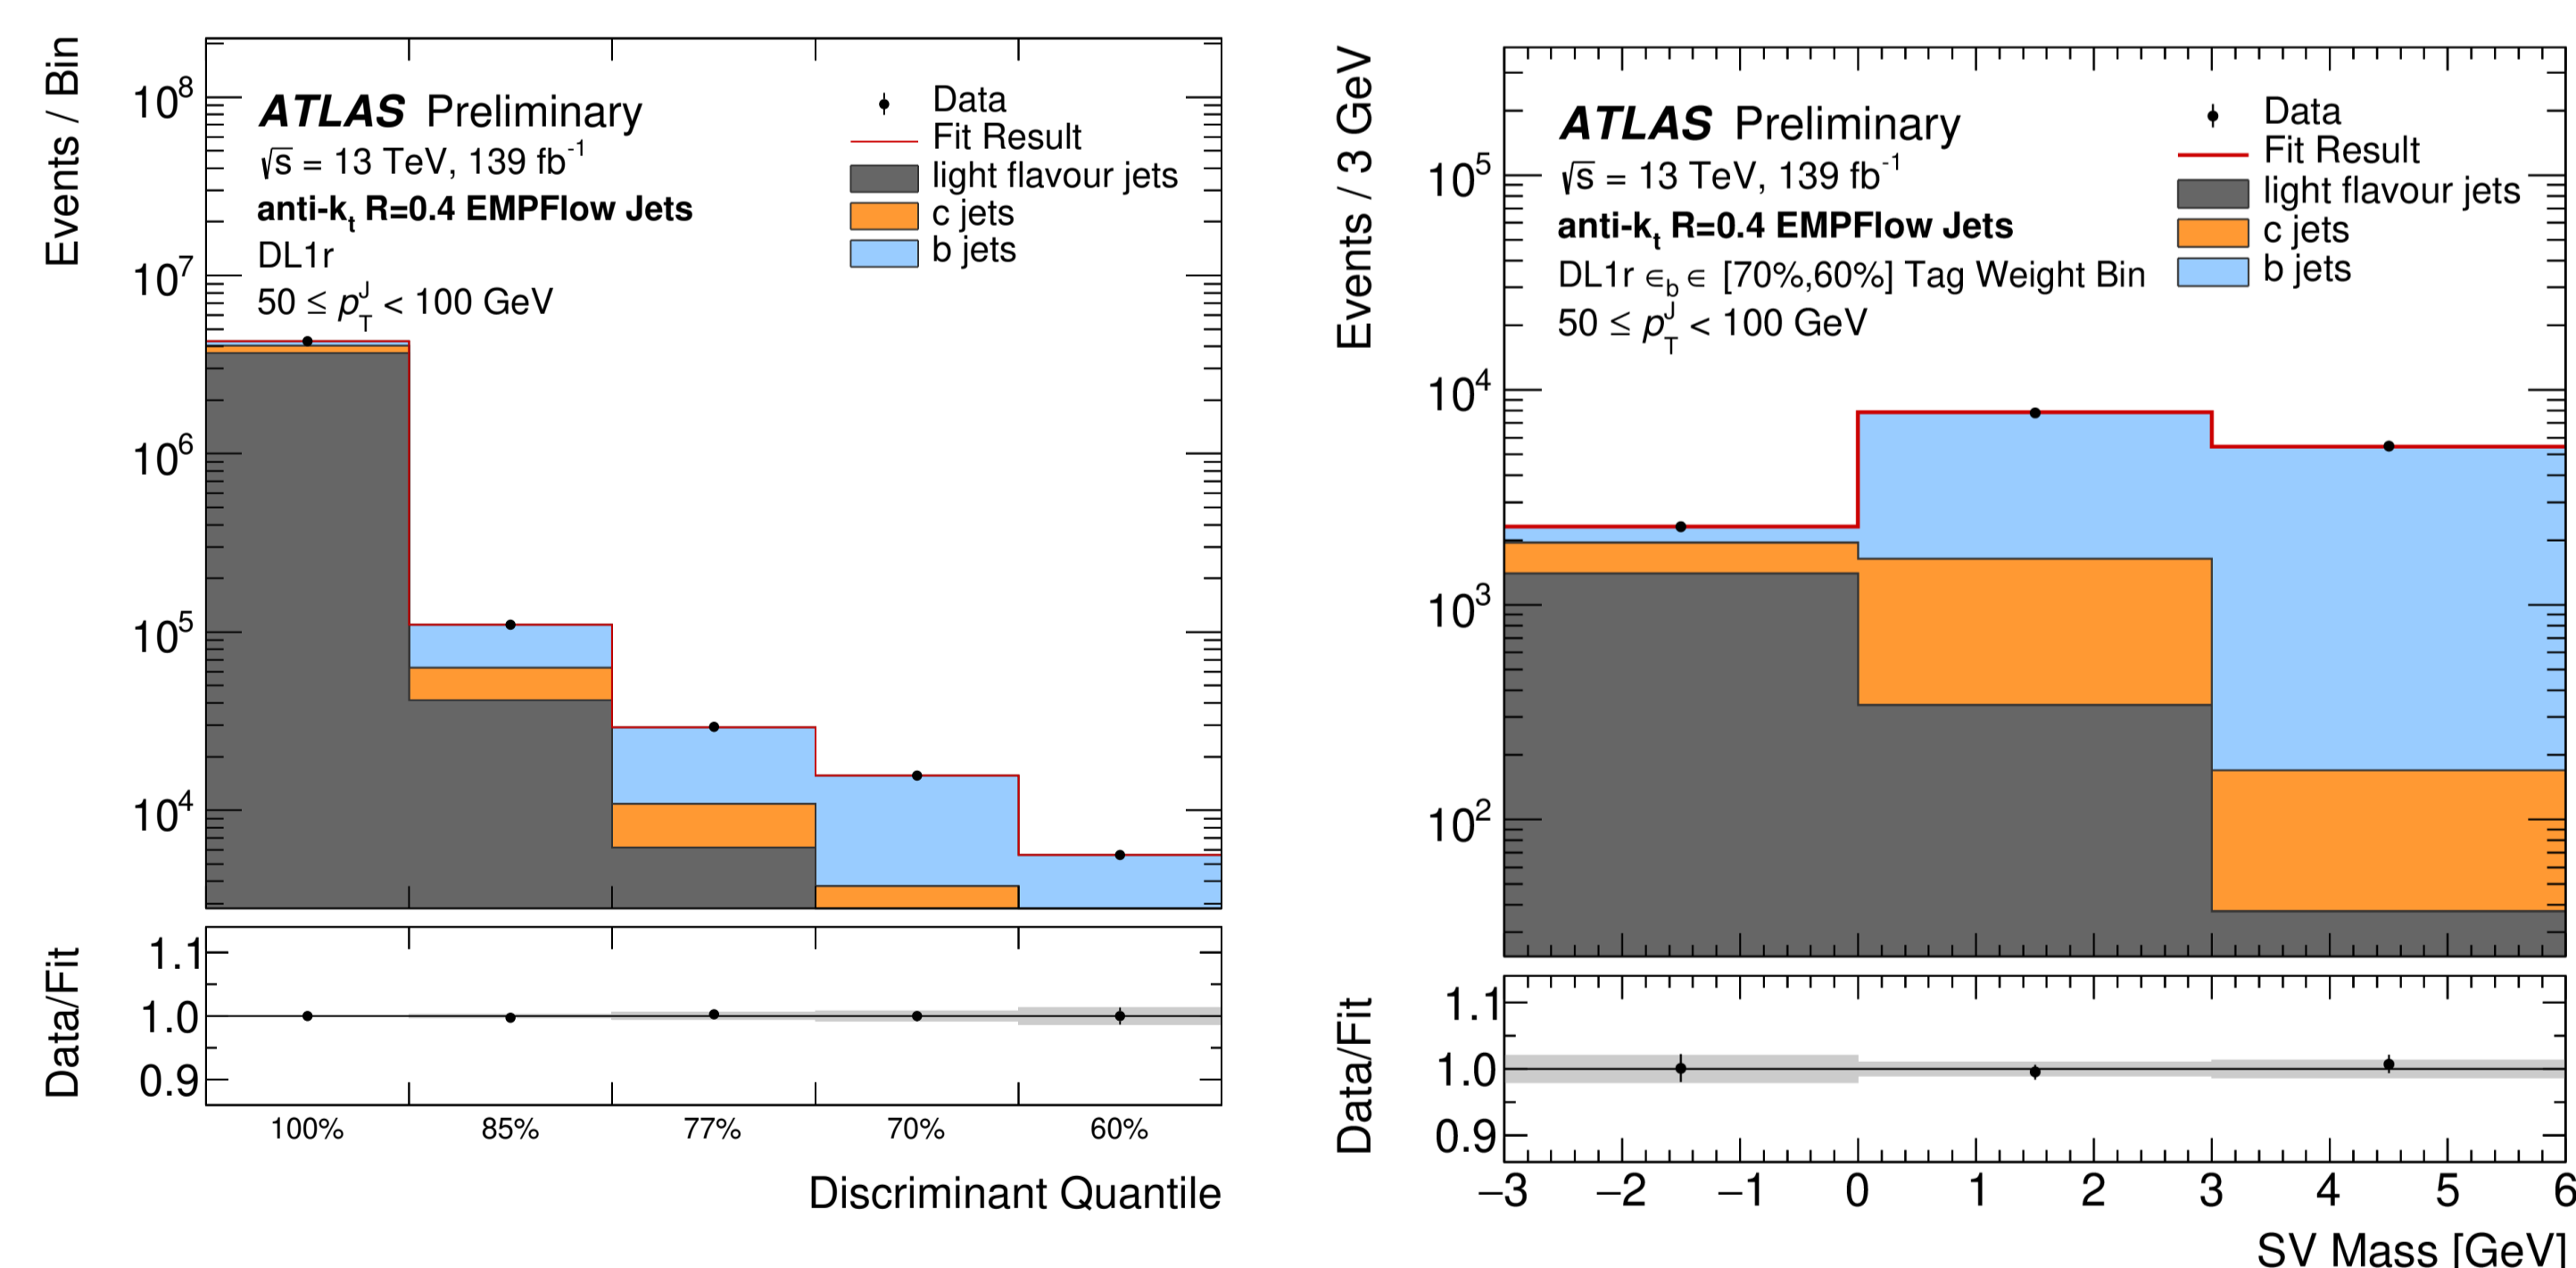 Events / Bin
10⁸
10⁷
10⁶
10⁵
10⁴
ATLAS Preliminary
√s = 13 TeV, 139 fb⁻¹
anti-kₜ R=0.4 EMPFlow Jets
DL1r
50 ≤ p_T^J < 100 GeV
Data
Fit Result
light flavour jets
c jets
b jets
Data/Fit
1.1
1.0
0.9
100% 85% 77% 70% 60%
Discriminant Quantile
Events / 3 GeV
10⁵
10⁴
10³
10²
ATLAS Preliminary
√s = 13 TeV, 139 fb⁻¹
anti-kₜ R=0.4 EMPFlow Jets
DL1r ∈_b ∈ [70%,60%] Tag Weight Bin
50 ≤ p_T^J < 100 GeV
Data
Fit Result
light flavour jets
c jets
b jets
Data/Fit
1.1
1.0
0.9
−3 −2 −1 0 1 2 3 4 5 6
SV Mass [GeV]